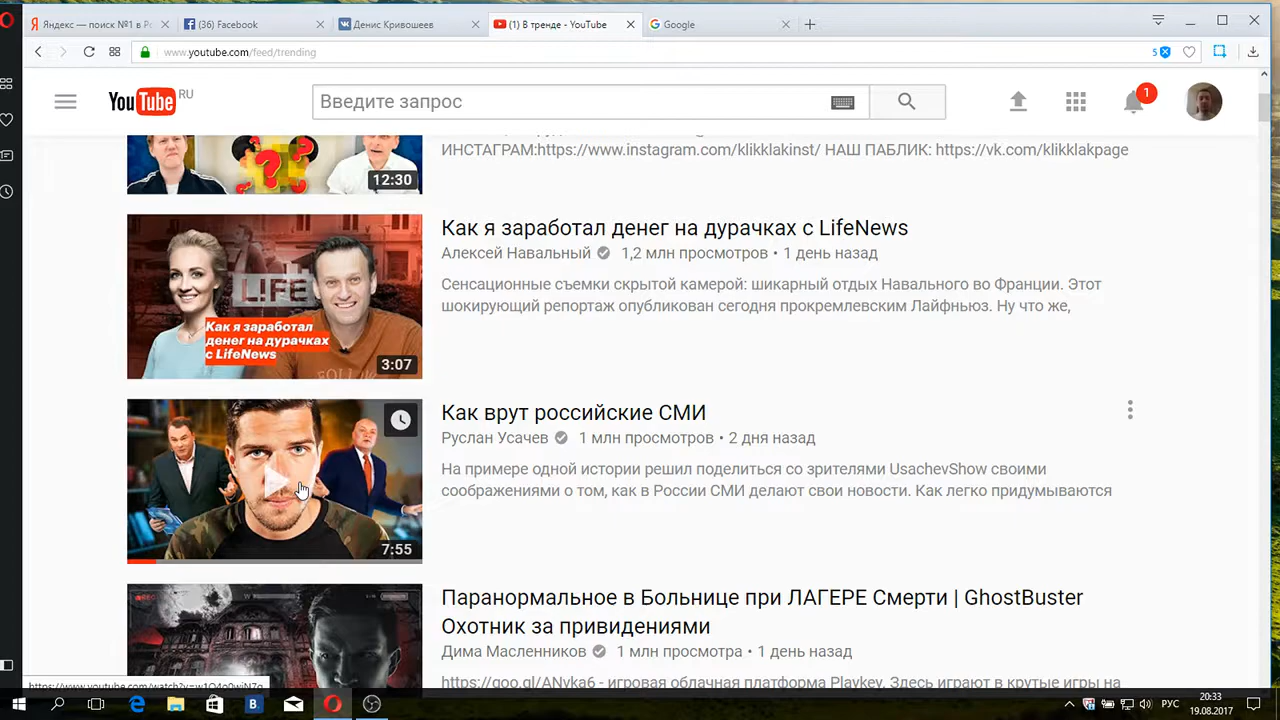 Яндекс — поиск №1 в Ро
(36) Facebook
Денис Кривошеев
(1) В тренде - YouTube
Google
www.youtube.com/feed/trending
5
YouTube RU
Введите запрос
1
ИНСТАГРАМ:https://www.instagram.com/klikklakinst/ НАШ ПАБЛИК: https://vk.com/klikklakpage
12:30
Как я заработал денег на дурачках с LifeNews
Алексей Навальный 1,2 млн просмотров • 1 день назад
Сенсационные съемки скрытой камерой: шикарный отдых Навального во Франции. Этот
шокирующий репортаж опубликован сегодня прокремлевским Лайфньюз. Ну что же,
L!FE
Как я заработал
денег на дурачках
с LifeNews
3:07
Как врут российские СМИ
Руслан Усачев 1 млн просмотров • 2 дня назад
На примере одной истории решил поделиться со зрителями UsachevShow своими
соображениями о том, как в России СМИ делают свои новости. Как легко придумываются
7:55
Паранормальное в Больнице при ЛАГЕРЕ Смерти | GhostBuster
Охотник за привидениями
Дима Масленников 1 млн просмотра • 1 день назад
https://goo.gl/ANyka6 - игровая облачная платформа Playkey. Здесь играют в крутые игры на
РУС
20:33
19.08.2017